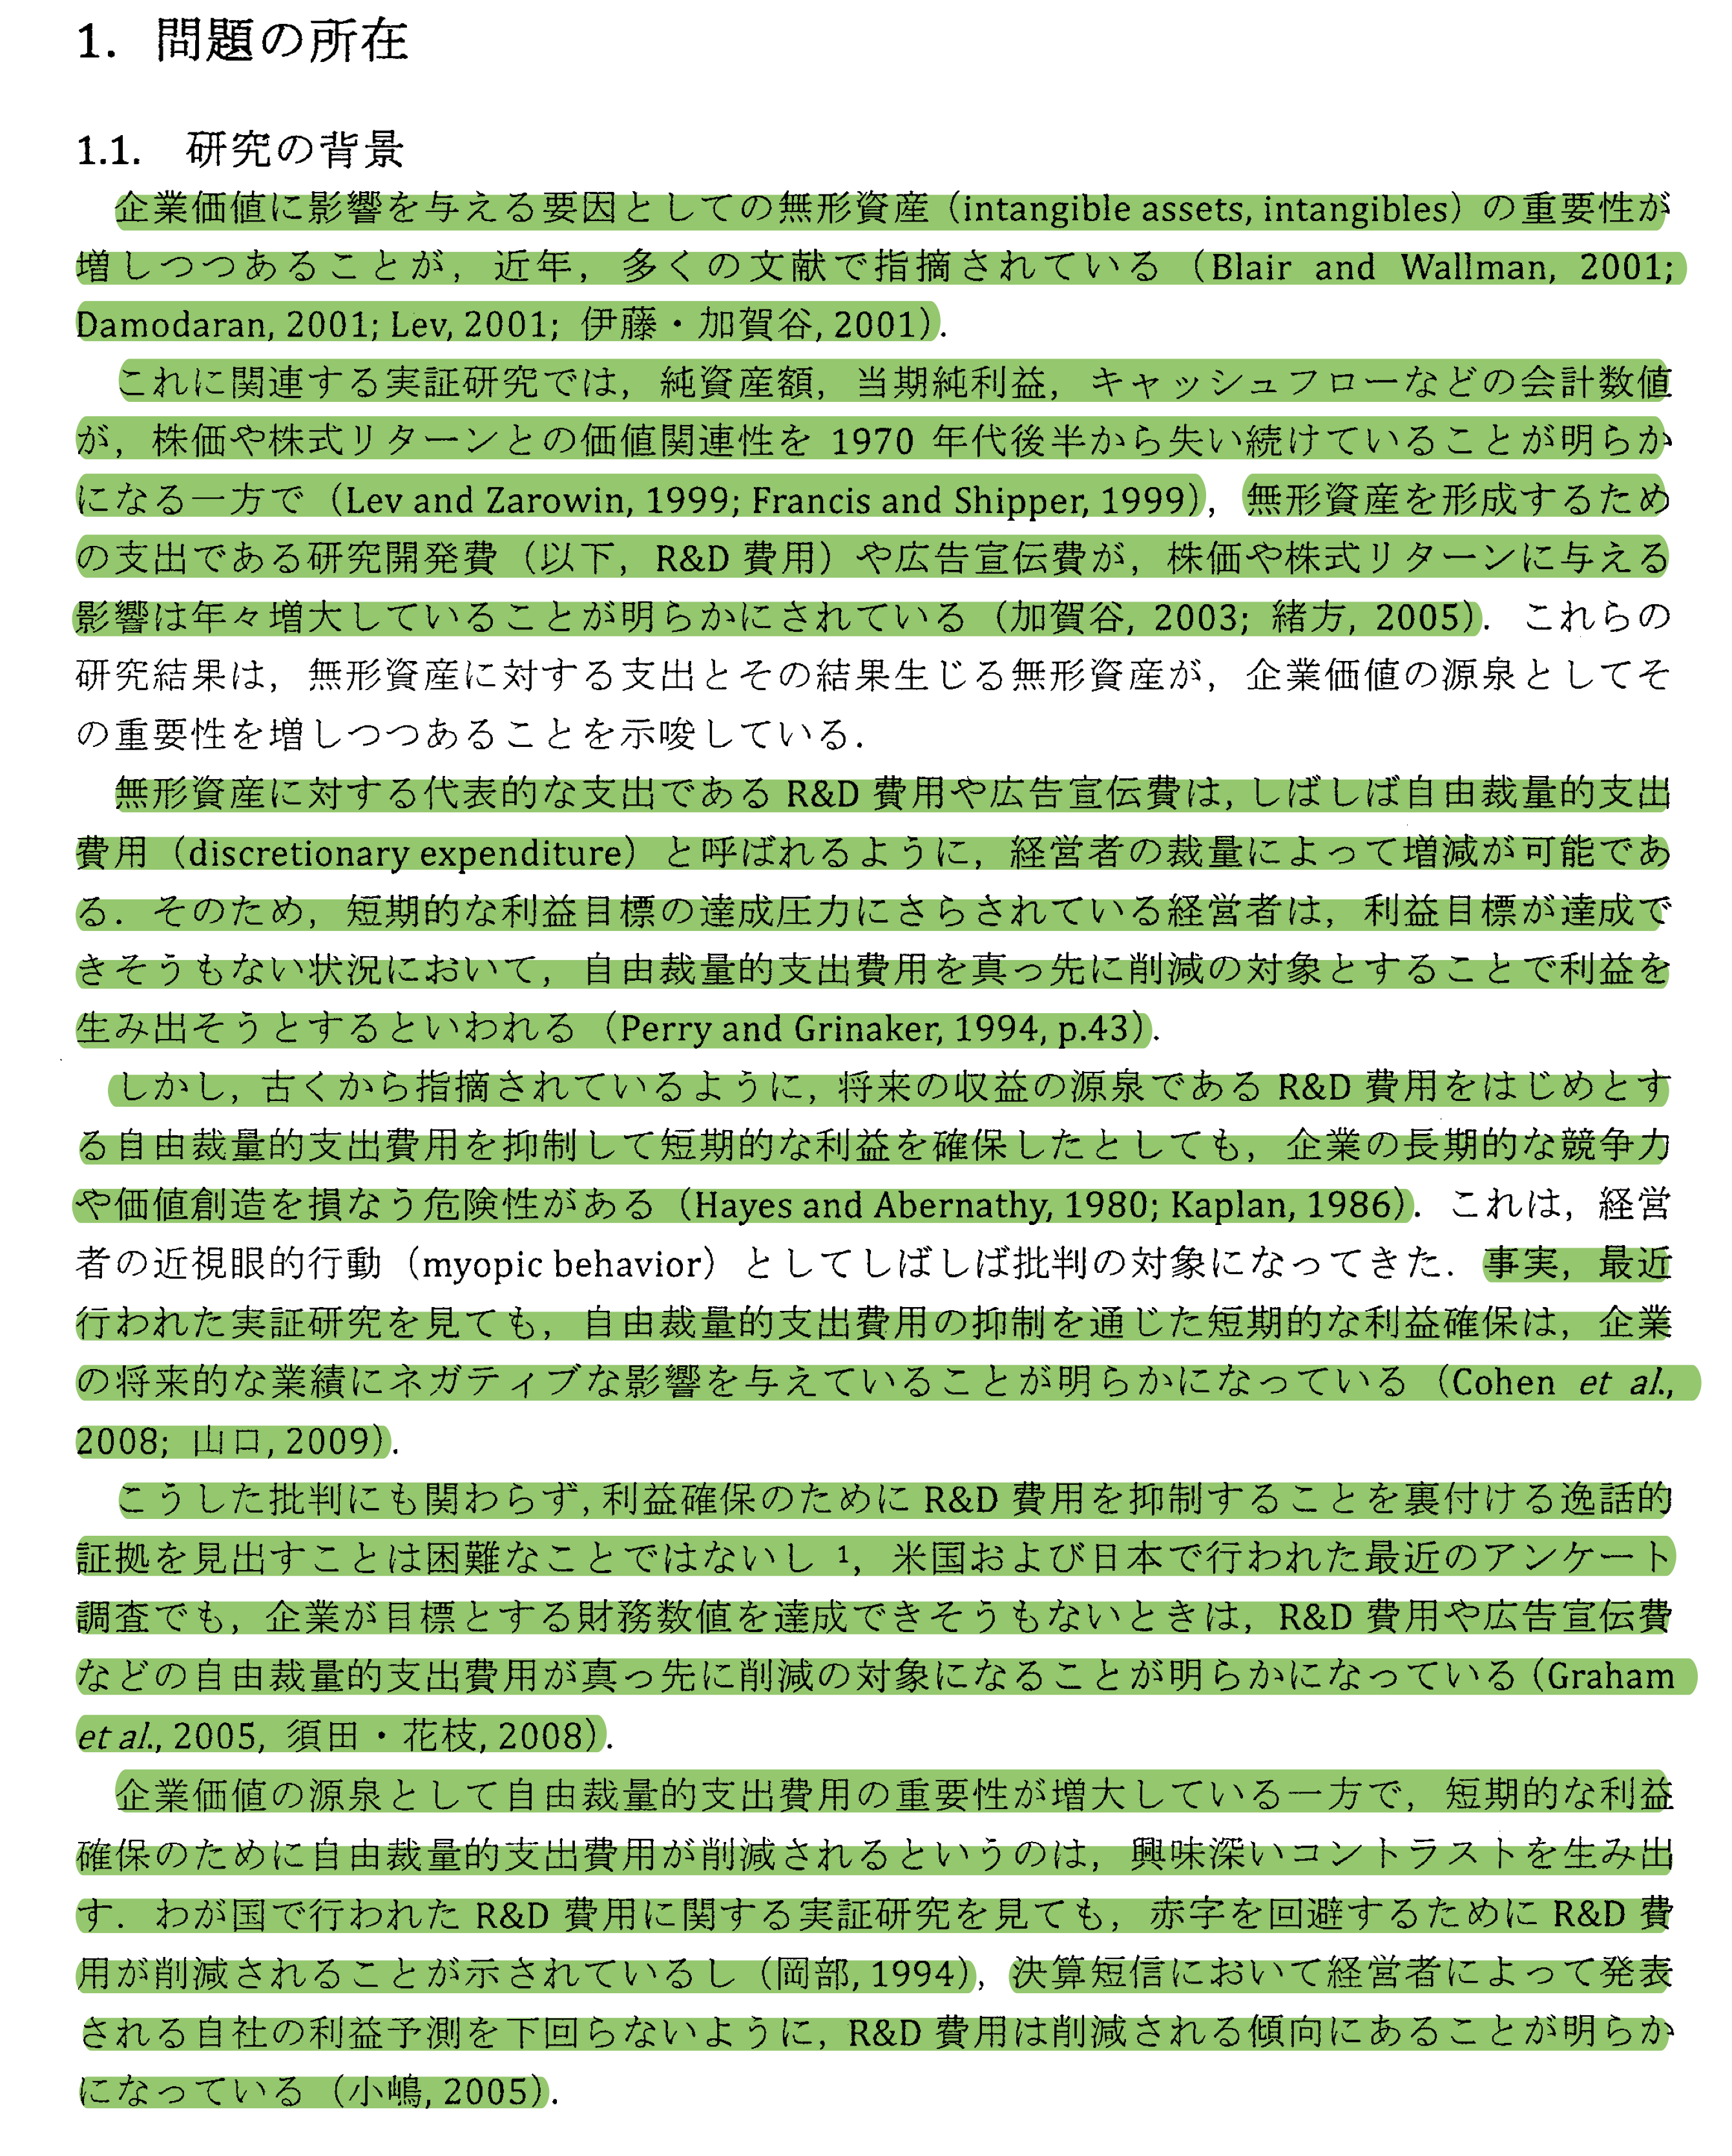 1. 問題の所在
1.1. 研究の背景
企業価値に影響を与える要因としての無形資産（intangible assets, intangibles）の重要性が
増しつつあることが，近年，多くの文献で指摘されている（Blair and Wallman, 2001;
Damodaran, 2001; Lev, 2001; 伊藤・加賀谷, 2001）.
これに関連する実証研究では，純資産額，当期純利益，キャッシュフローなどの会計数値
が，株価や株式リターンとの価値関連性を 1970 年代後半から失い続けていることが明らか
になる一方で（Lev and Zarowin, 1999; Francis and Shipper, 1999），無形資産を形成するため
の支出である研究開発費（以下，R&D 費用）や広告宣伝費が，株価や株式リターンに与える
影響は年々増大していることが明らかにされている（加賀谷, 2003; 緒方, 2005）. これらの
研究結果は，無形資産に対する支出とその結果生じる無形資産が，企業価値の源泉としてそ
の重要性を増しつつあることを示唆している.
無形資産に対する代表的な支出である R&D 費用や広告宣伝費は, しばしば自由裁量的支出
費用（discretionary expenditure）と呼ばれるように，経営者の裁量によって増減が可能であ
る. そのため，短期的な利益目標の達成圧力にさらされている経営者は，利益目標が達成で
きそうもない状況において，自由裁量的支出費用を真っ先に削減の対象とすることで利益を
生み出そうとするといわれる（Perry and Grinaker, 1994, p.43）.
しかし，古くから指摘されているように，将来の収益の源泉である R&D 費用をはじめとす
る自由裁量的支出費用を抑制して短期的な利益を確保したとしても，企業の長期的な競争力
や価値創造を損なう危険性がある（Hayes and Abernathy, 1980; Kaplan, 1986）. これは，経営
者の近視眼的行動（myopic behavior）としてしばしば批判の対象になってきた. 事実，最近
行われた実証研究を見ても，自由裁量的支出費用の抑制を通じた短期的な利益確保は，企業
の将来的な業績にネガティブな影響を与えていることが明らかになっている（Cohen et al.,
2008; 山口, 2009）.
こうした批判にも関わらず, 利益確保のために R&D 費用を抑制することを裏付ける逸話的
証拠を見出すことは困難なことではないし 1，米国および日本で行われた最近のアンケート
調査でも，企業が目標とする財務数値を達成できそうもないときは，R&D 費用や広告宣伝費
などの自由裁量的支出費用が真っ先に削減の対象になることが明らかになっている（Graham
et al., 2005, 須田・花枝, 2008）.
企業価値の源泉として自由裁量的支出費用の重要性が増大している一方で，短期的な利益
確保のために自由裁量的支出費用が削減されるというのは，興味深いコントラストを生み出
す. わが国で行われた R&D 費用に関する実証研究を見ても，赤字を回避するために R&D 費
用が削減されることが示されているし（岡部, 1994），決算短信において経営者によって発表
される自社の利益予測を下回らないように，R&D 費用は削減される傾向にあることが明らか
になっている（小嶋, 2005）.